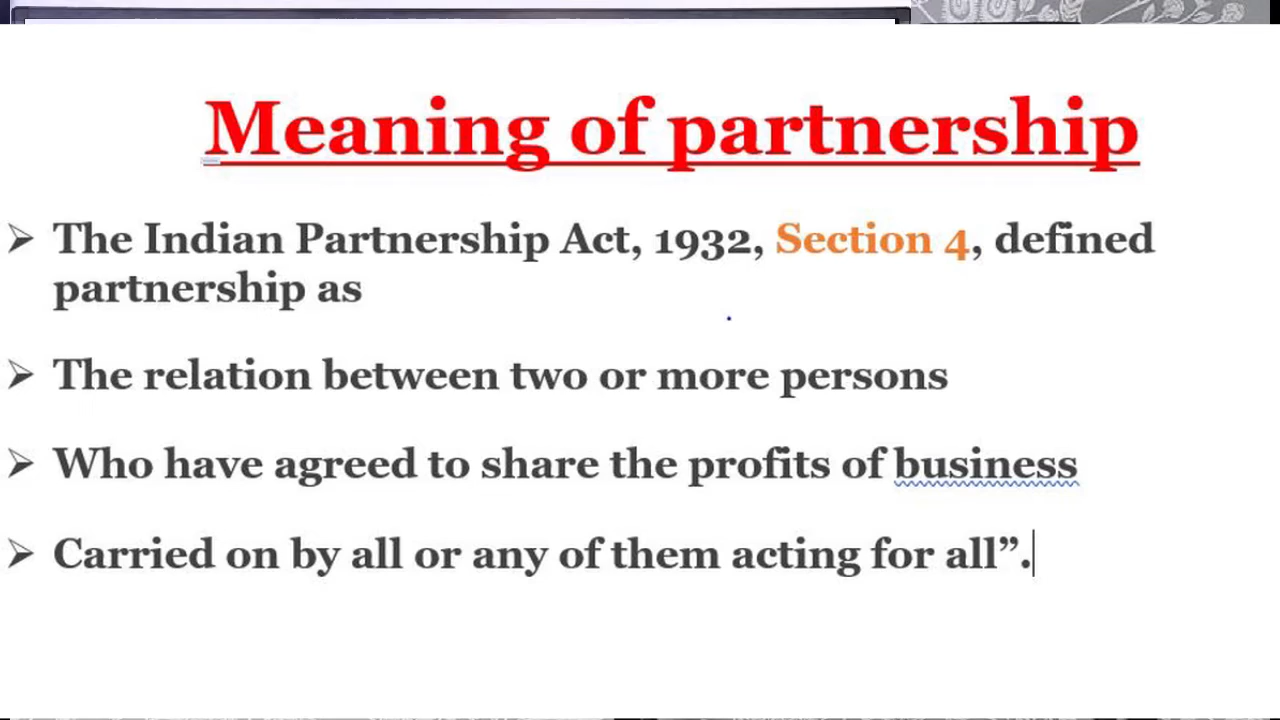 Meaning of partnership
➢ The Indian Partnership Act, 1932, Section 4, defined
partnership as
➢ The relation between two or more persons
➢ Who have agreed to share the profits of business
➢ Carried on by all or any of them acting for all”.